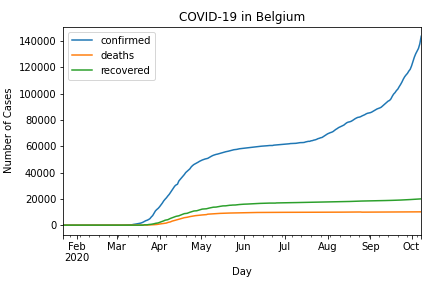 COVID-19 in Belgium
confirmed
deaths
recovered
140000
120000
100000
80000
60000
40000
20000
0
Number of Cases
Feb Mar Apr May Jun Jul Aug Sep Oct
2020
Day